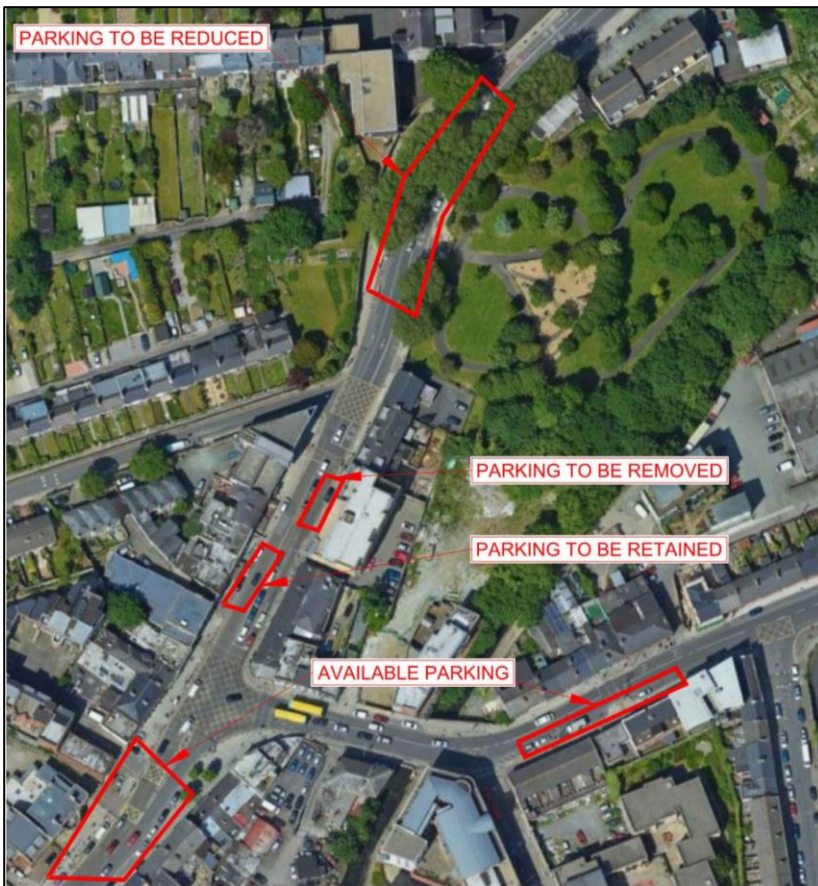 PARKING TO BE REDUCED
PARKING TO BE REMOVED
PARKING TO BE RETAINED
AVAILABLE PARKING